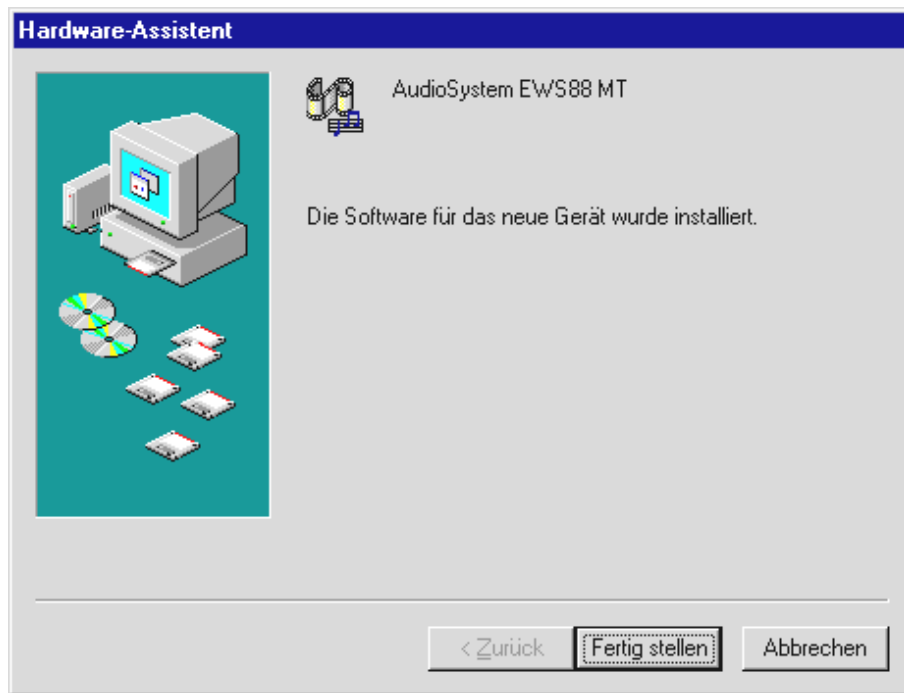 Hardware-Assistent
AudioSystem EWS88 MT
Die Software für das neue Gerät wurde installiert.
< Zurück
Fertig stellen
Abbrechen